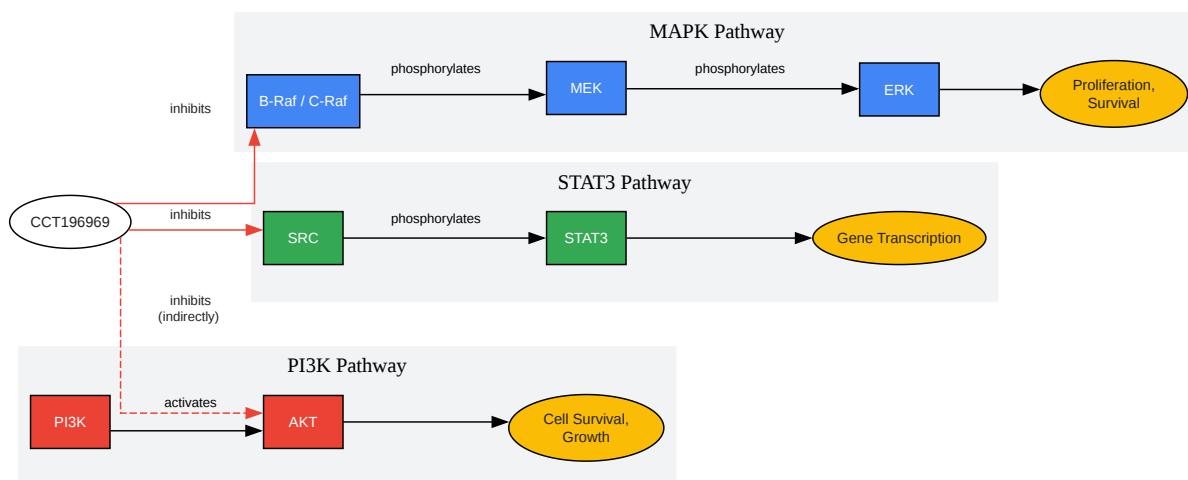 MAPK Pathway
phosphorylates
phosphorylates
B-Raf / C-Raf
MEK
ERK
Proliferation,
Survival
inhibits
STAT3 Pathway
CCT196969
inhibits
phosphorylates
SRC
STAT3
Gene Transcription
inhibits
(indirectly)
PI3K Pathway
activates
PI3K
AKT
Cell Survival,
Growth